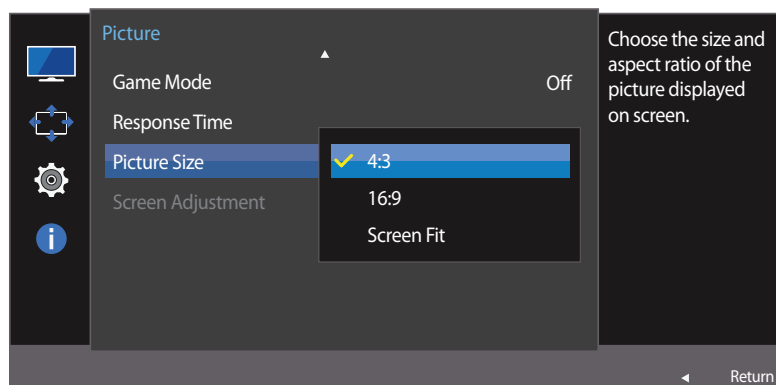 Picture
Game Mode Off
Response Time
Picture Size
4:3
16:9
Screen Fit
Screen Adjustment
Choose the size and
aspect ratio of the
picture displayed
on screen.
Return